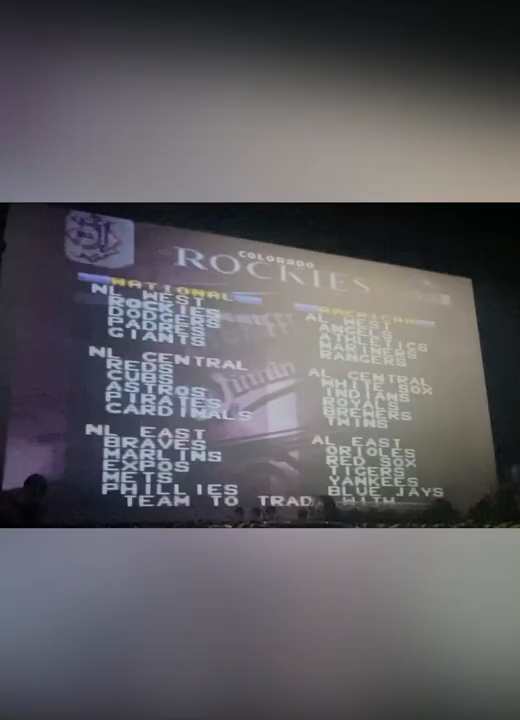 COLORADO
ROCKIES
NATIONAL
NL WEST
ROCKIES
DODGERS
PADRES
GIANTS
NL CENTRAL
REDS
CUBS
ASTROS
PIRATES
CARDINALS
NL EAST
BRAVES
MARLINS
EXPOS
METS
PHILLIES
AMERICAN
AL WEST
ANGELS
ATHLETICS
MARINERS
RANGERS
AL CENTRAL
WHITE SOX
INDIANS
ROYALS
BREWERS
TWINS
AL EAST
ORIOLES
RED SOX
TIGERS
YANKEES
BLUE JAYS
TEAM TO TRAD WITH